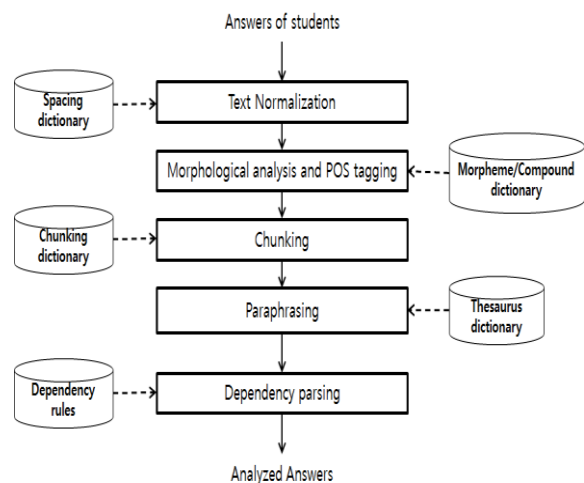 Answers of students
Spacing
dictionary
Text Normalization
Morphological analysis and POS tagging
Morpheme/Compound
dictionary
Chunking
dictionary
Chunking
Paraphrasing
Thesaurus
dictionary
Dependency
rules
Dependency parsing
Analyzed Answers